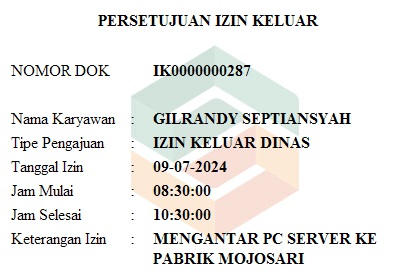 PERSETUJUAN IZIN KELUAR
NOMOR DOK IK0000000287
Nama Karyawan : GILRANDY SEPTIANSYAH
Tipe Pengajuan : IZIN KELUAR DINAS
Tanggal Izin : 09-07-2024
Jam Mulai : 08:30:00
Jam Selesai : 10:30:00
Keterangan Izin : MENGANTAR PC SERVER KE
PABRIK MOJOSARI